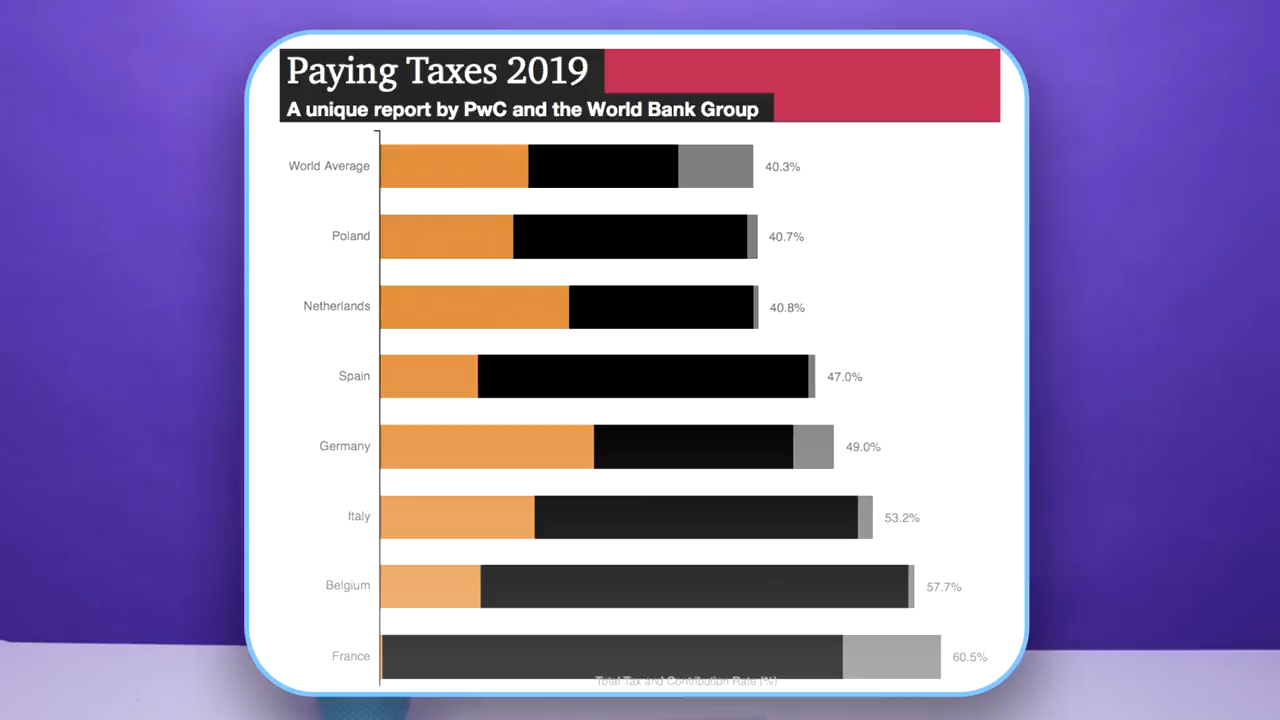 Paying Taxes 2019
A unique report by PwC and the World Bank Group
World Average 40.3%
Poland 40.7%
Netherlands 40.8%
Spain 47.0%
Germany 49.0%
Italy 53.2%
Belgium 57.7%
France 60.5%
Total Tax and Contribution Rate (%)